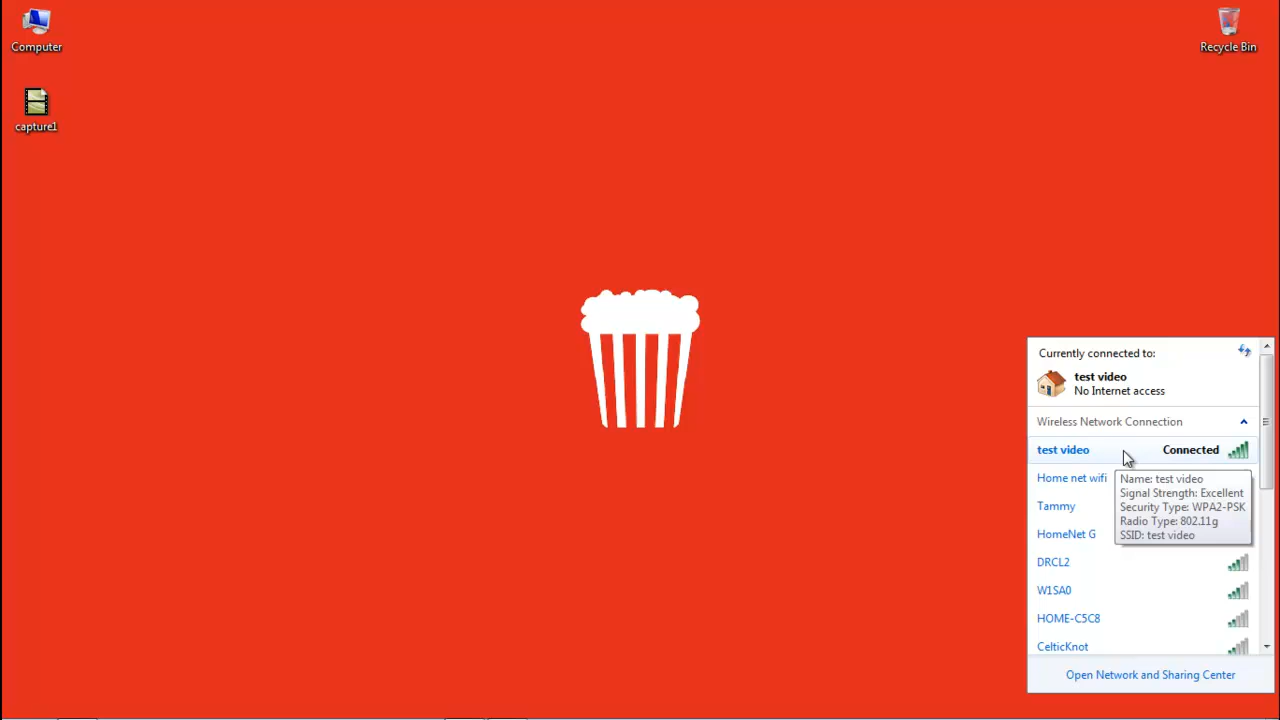 Computer
Recycle Bin
capture1
Currently connected to:
test video
No Internet access
Wireless Network Connection
test video Connected
Home net wifi
Name: test video
Signal Strength: Excellent
Security Type: WPA2-PSK
Radio Type: 802.11g
SSID: test video
Tammy
HomeNet G
DRCL2
W1SA0
HOME-C5C8
CelticKnot
Open Network and Sharing Center